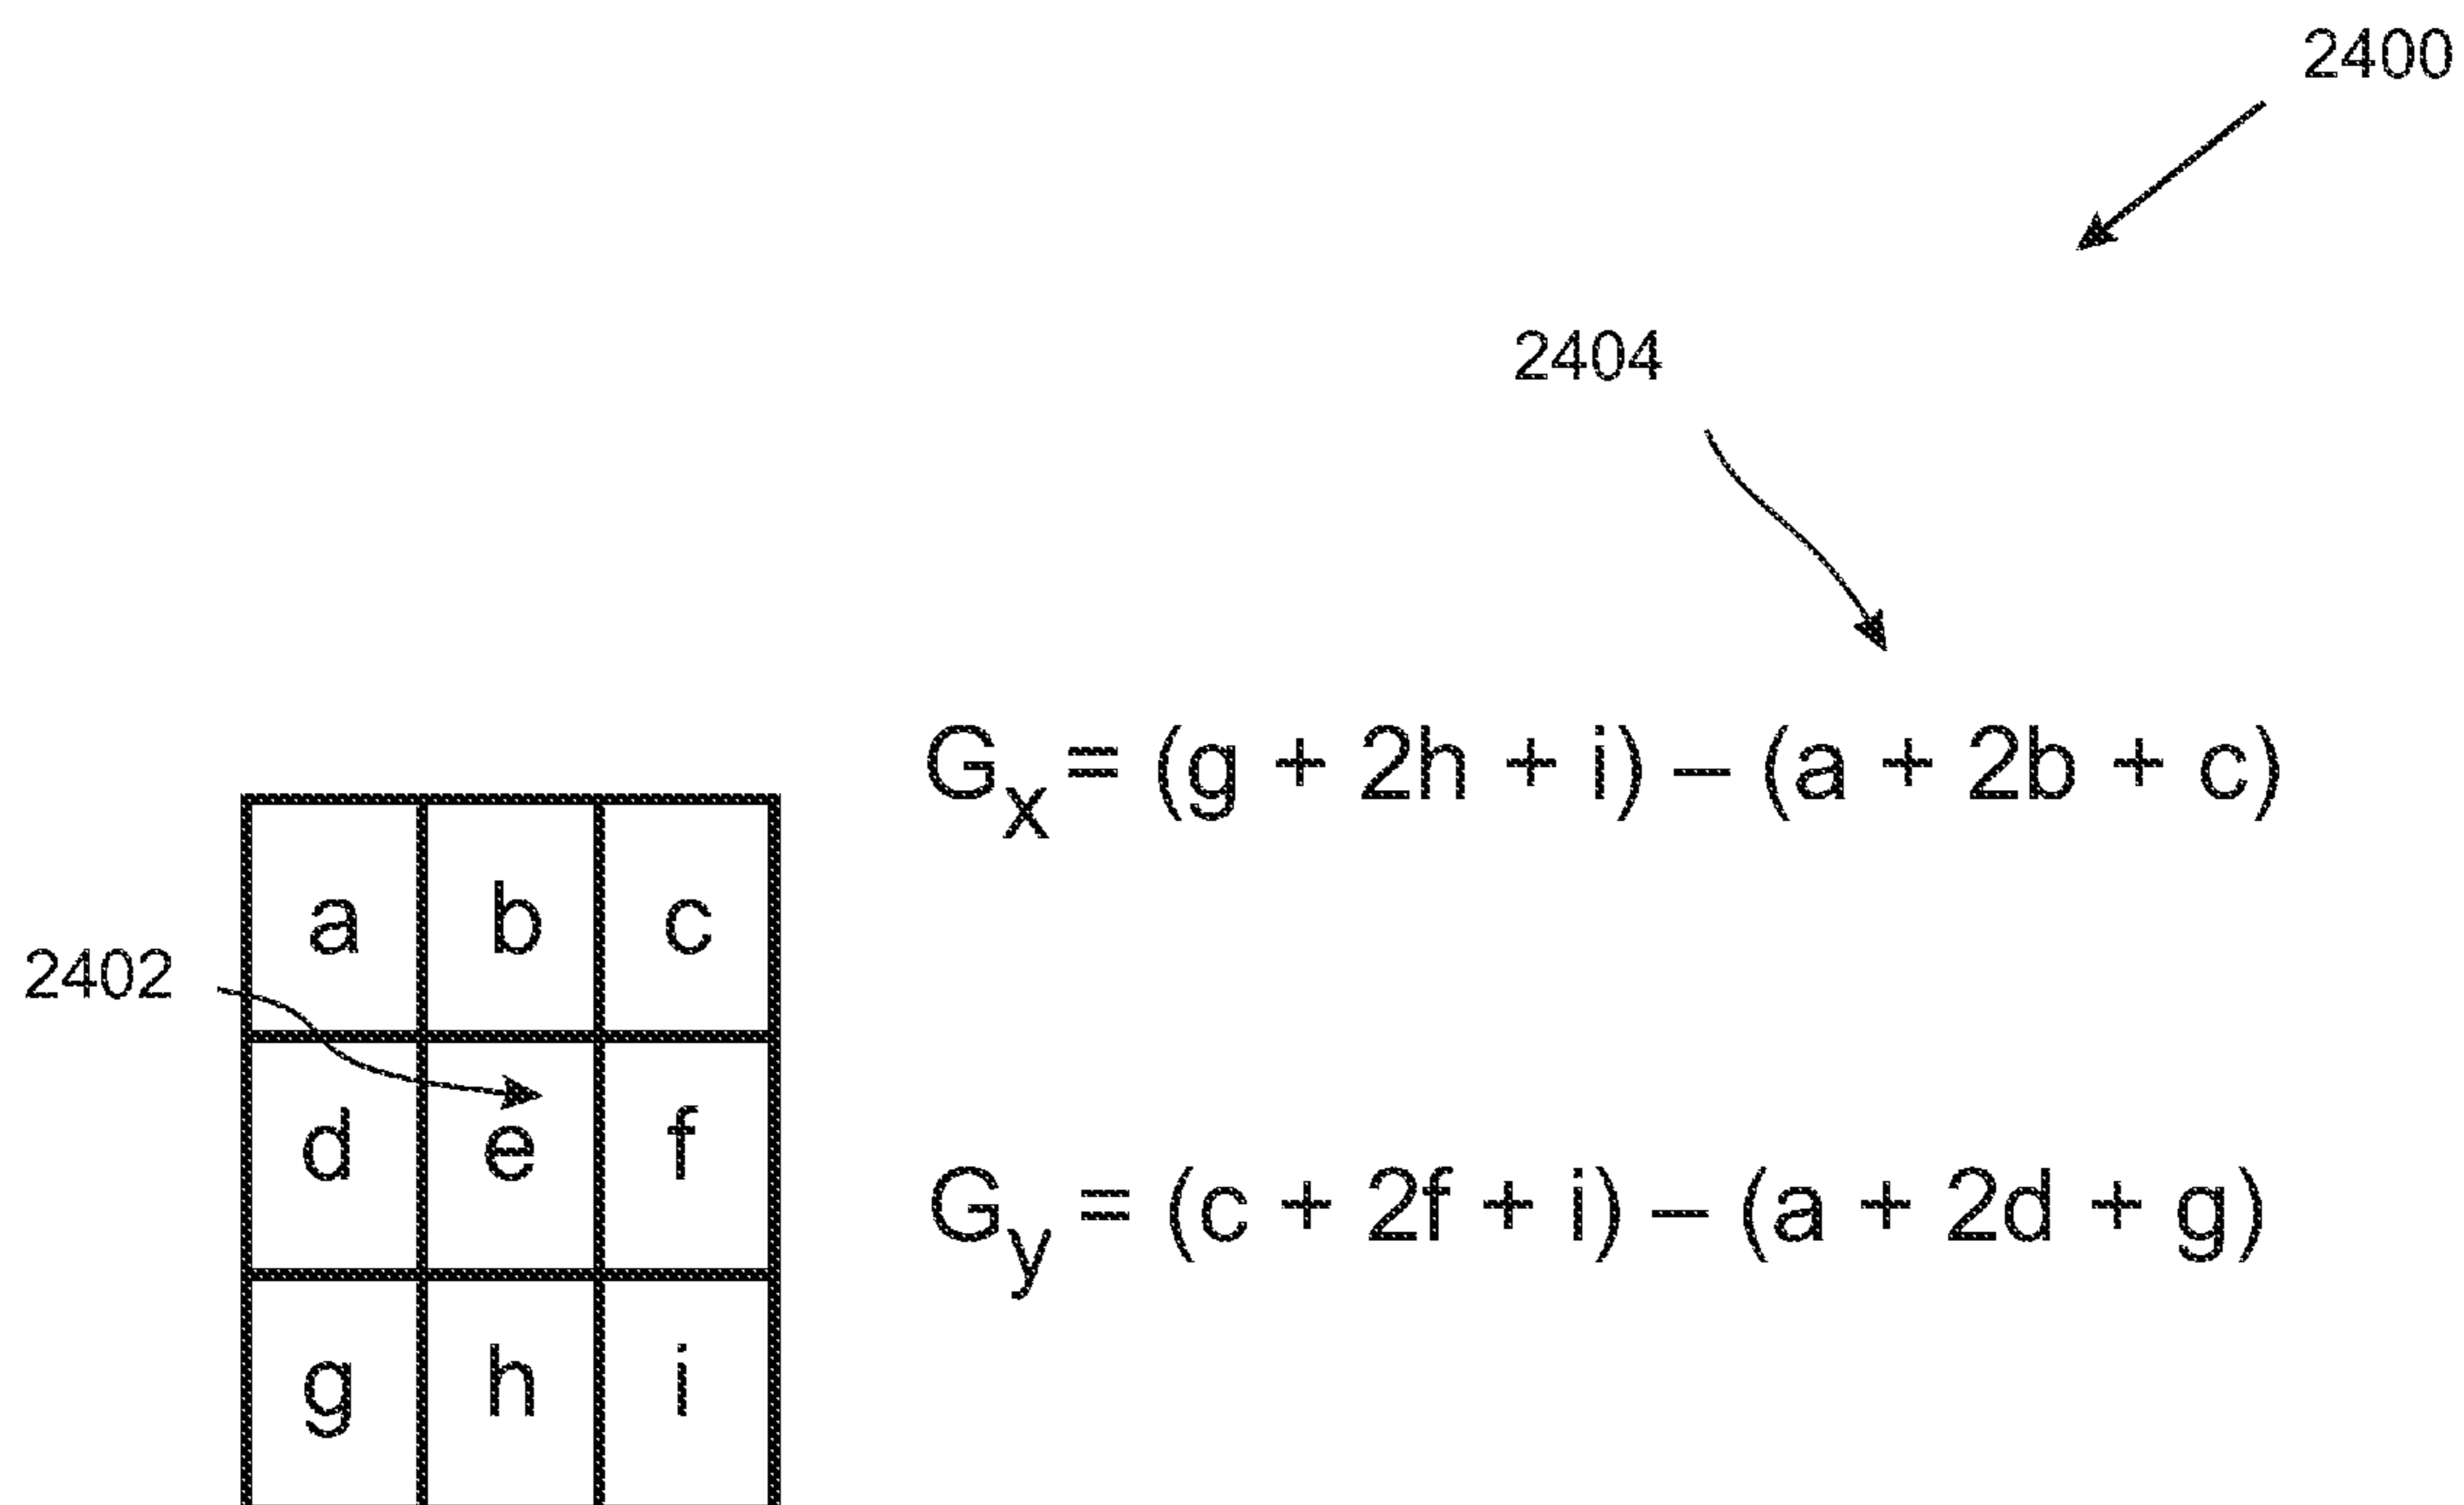 2400
2404
Gx = (g + 2h + i) – (a + 2b + c)
a b c
2402
d e f
Gy = (c + 2f + i) – (a + 2d + g)
g h i